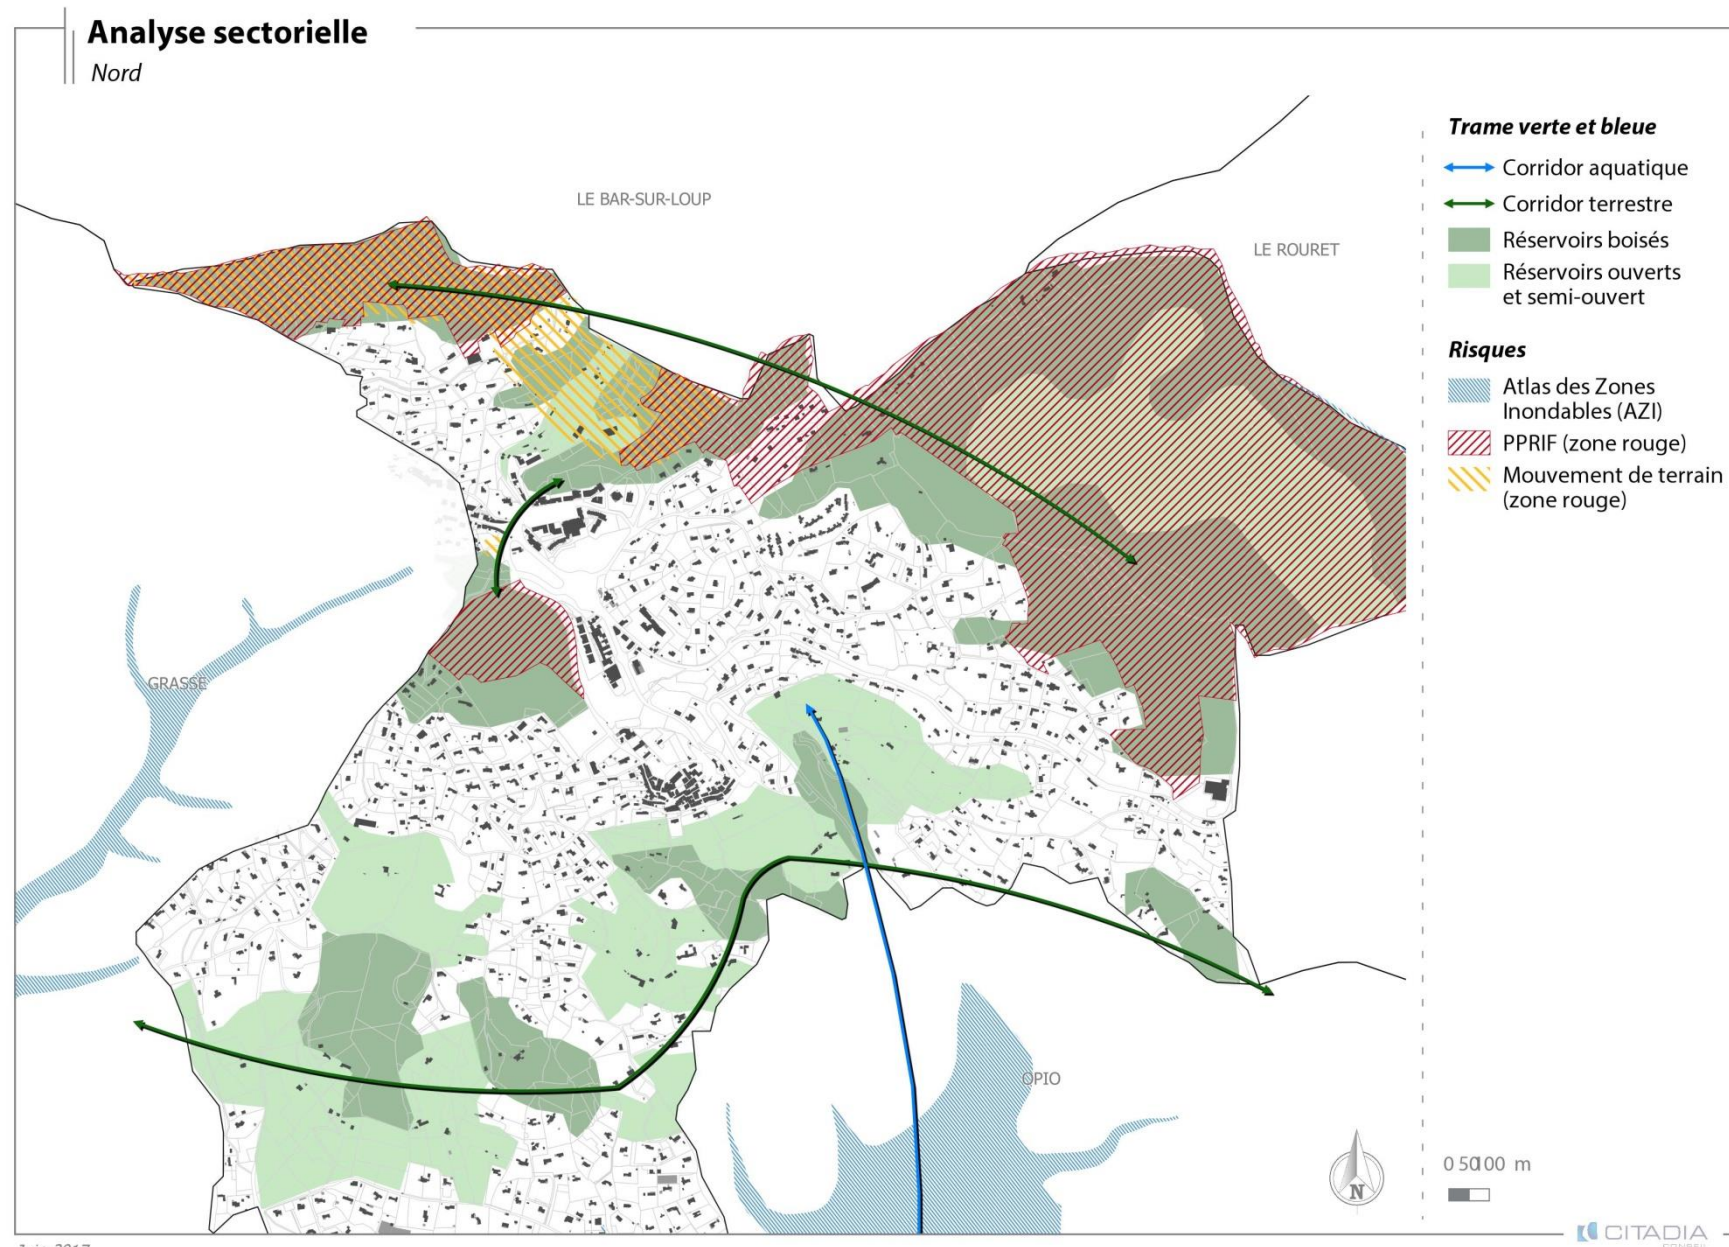 Analyse sectorielle
Nord
LE BAR-SUR-LOUP
LE ROURET
GRASSE
OPIO
Trame verte et bleue
Corridor aquatique
Corridor terrestre
Réservoirs boisés
Réservoirs ouverts
et semi-ouvert
Risques
Atlas des Zones
Inondables (AZI)
PPRIF (zone rouge)
Mouvement de terrain
(zone rouge)
N
0 50100 m
CITADIA